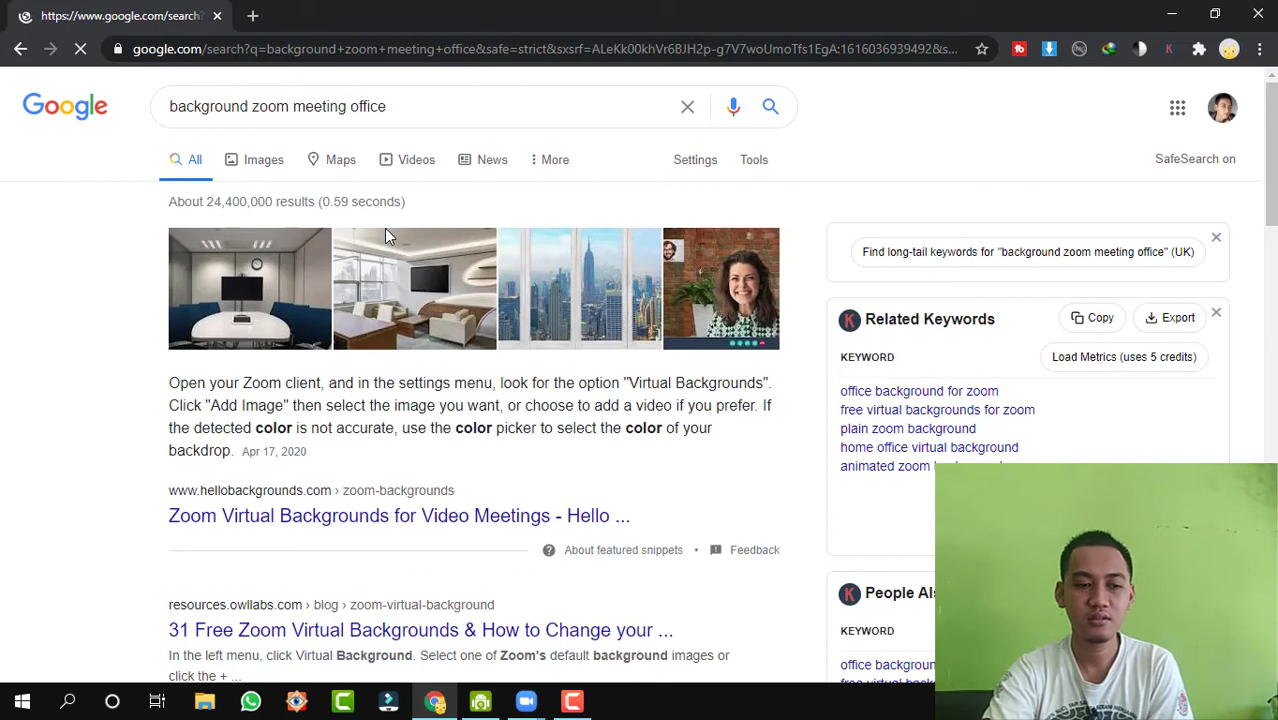 https://www.google.com/search?
google.com/search?q=background+zoom+meeting+office&safe=strict&sxsrf=ALeKk00khVr6BJH2p-g7V7woUmoTfs1EgA:1616036939492&s...
Google
background zoom meeting office
All
Images
Maps
Videos
News
More
Settings
Tools
SafeSearch on
About 24,400,000 results (0.59 seconds)
Find long-tail keywords for "background zoom meeting office" (UK)
Related Keywords
Copy
Export
KEYWORD
Load Metrics (uses 5 credits)
office background for zoom
free virtual backgrounds for zoom
plain zoom background
home office virtual background
animated zoom
Open your Zoom client, and in the settings menu, look for the option "Virtual Backgrounds".
Click "Add Image" then select the image you want, or choose to add a video if you prefer. If
the detected color is not accurate, use the color picker to select the color of your
backdrop. Apr 17, 2020
www.hellobackgrounds.com › zoom-backgrounds
Zoom Virtual Backgrounds for Video Meetings - Hello ...
About featured snippets
Feedback
People Als
KEYWORD
office backgroun
resources.owllabs.com › blog › zoom-virtual-background
31 Free Zoom Virtual Backgrounds & How to Change your ...
In the left menu, click Virtual Background. Select one of Zoom's default background images or
click the + ...